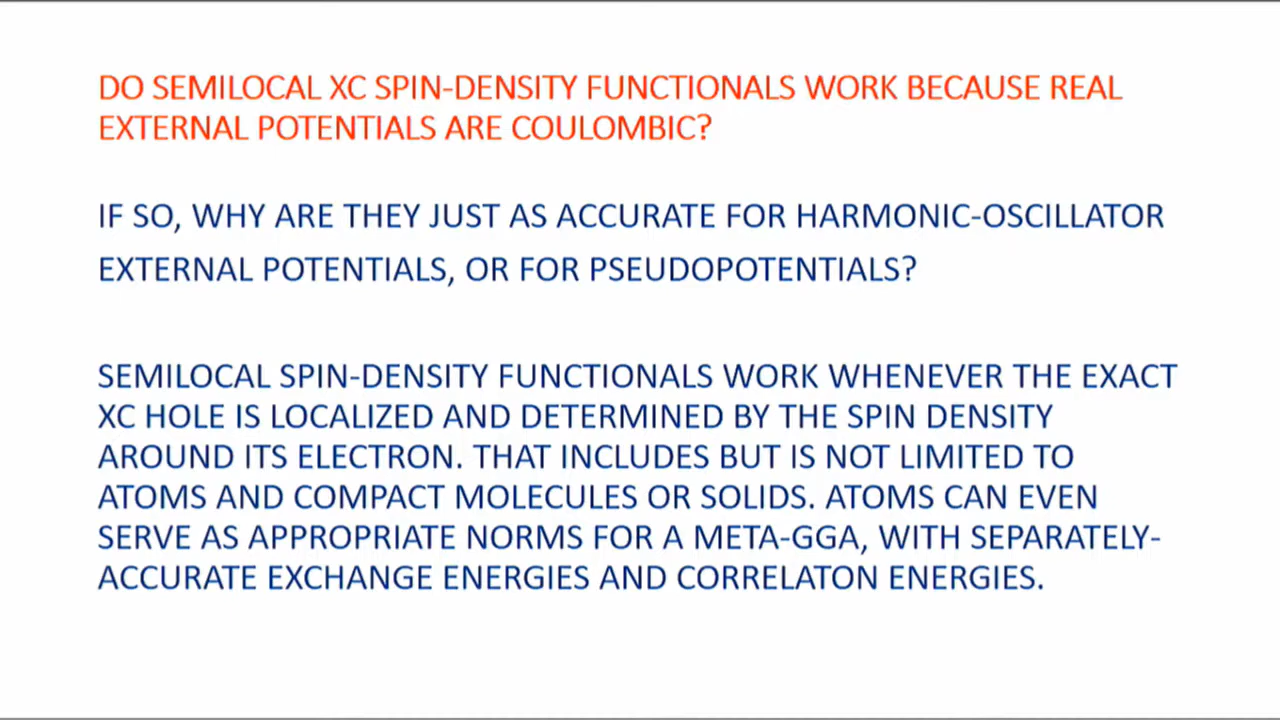 DO SEMILOCAL XC SPIN-DENSITY FUNCTIONALS WORK BECAUSE REAL
EXTERNAL POTENTIALS ARE COULOMBIC?
IF SO, WHY ARE THEY JUST AS ACCURATE FOR HARMONIC-OSCILLATOR
EXTERNAL POTENTIALS, OR FOR PSEUDOPOTENTIALS?
SEMILOCAL SPIN-DENSITY FUNCTIONALS WORK WHENEVER THE EXACT
XC HOLE IS LOCALIZED AND DETERMINED BY THE SPIN DENSITY
AROUND ITS ELECTRON. THAT INCLUDES BUT IS NOT LIMITED TO
ATOMS AND COMPACT MOLECULES OR SOLIDS. ATOMS CAN EVEN
SERVE AS APPROPRIATE NORMS FOR A META-GGA, WITH SEPARATELY-
ACCURATE EXCHANGE ENERGIES AND CORRELATON ENERGIES.